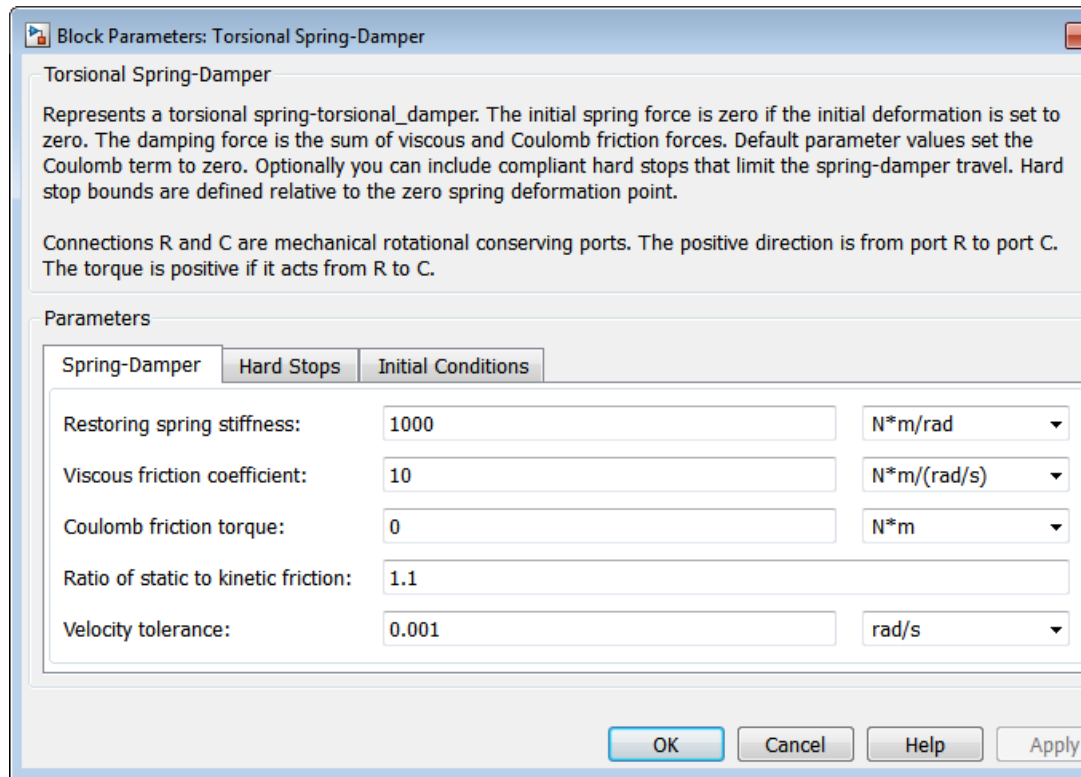 Block Parameters: Torsional Spring-Damper
Torsional Spring-Damper
Represents a torsional spring-torsional_damper. The initial spring force is zero if the initial deformation is set to
zero. The damping force is the sum of viscous and Coulomb friction forces. Default parameter values set the
Coulomb term to zero. Optionally you can include compliant hard stops that limit the spring-damper travel. Hard
stop bounds are defined relative to the zero spring deformation point.
Connections R and C are mechanical rotational conserving ports. The positive direction is from port R to port C.
The torque is positive if it acts from R to C.
Parameters
Spring-Damper Hard Stops Initial Conditions
Restoring spring stiffness: 1000 N*m/rad
Viscous friction coefficient: 10 N*m/(rad/s)
Coulomb friction torque: 0 N*m
Ratio of static to kinetic friction: 1.1
Velocity tolerance: 0.001 rad/s
OK Cancel Help Apply